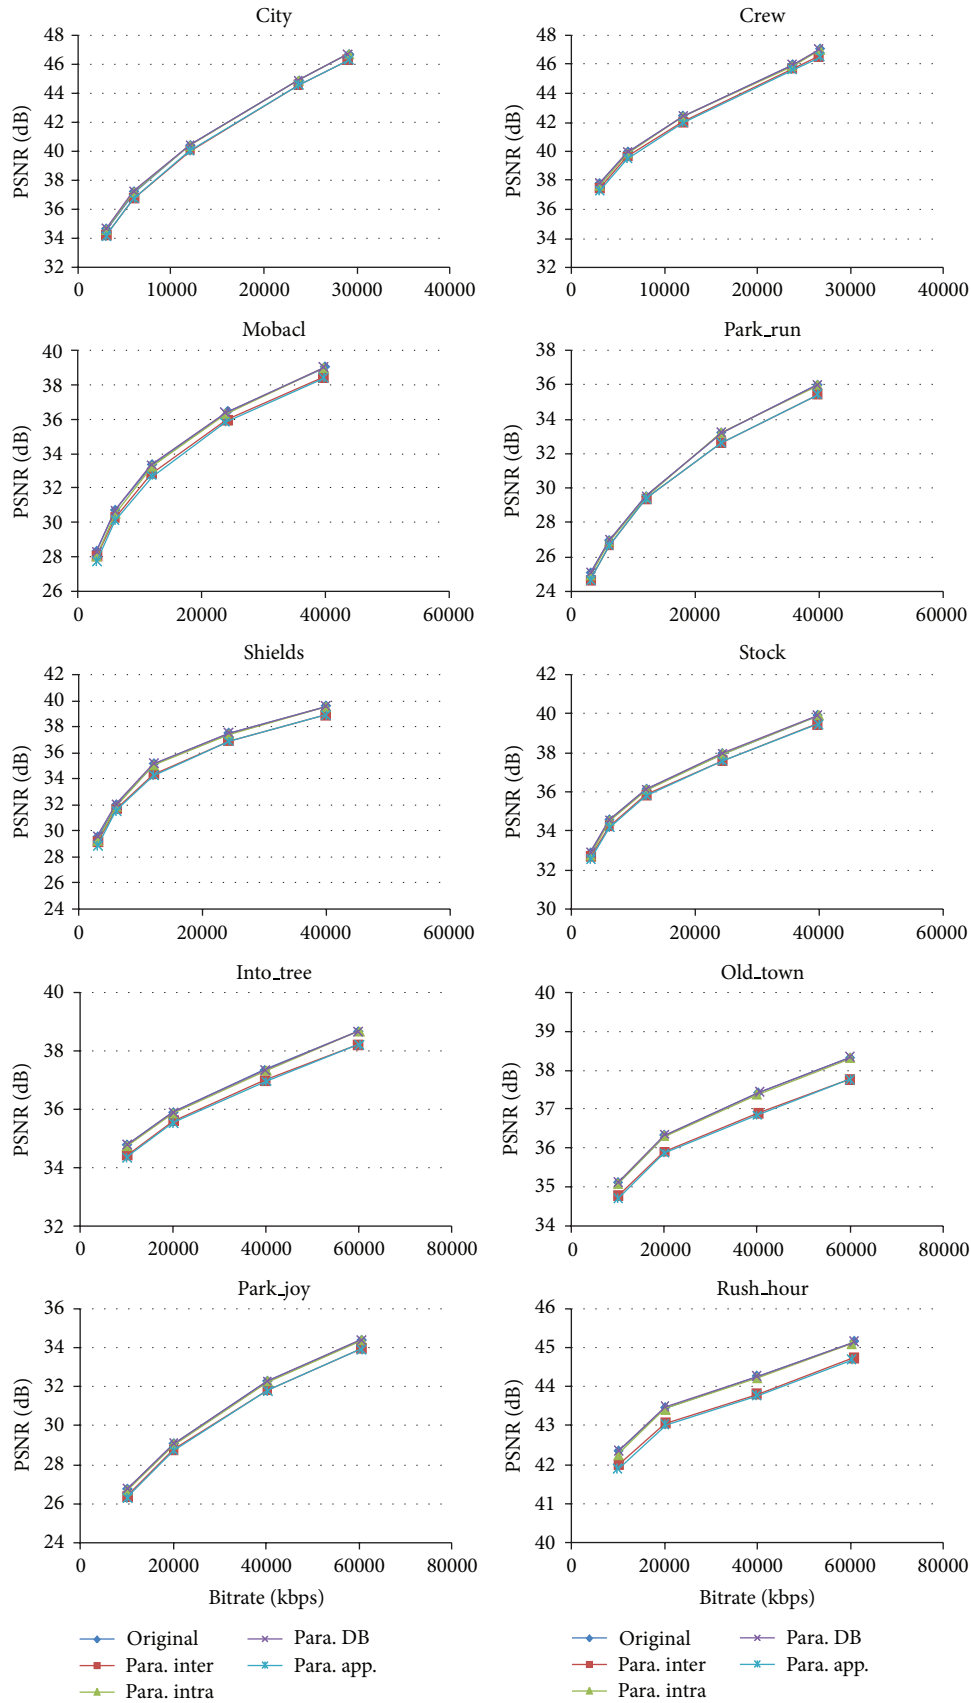 City
48
46
44
42
40
38
36
34
32
PSNR (dB)
0 10000 20000 30000 40000
Crew
48
46
44
42
40
38
36
34
32
PSNR (dB)
0 10000 20000 30000 40000
Mobacl
40
38
36
34
32
30
28
26
PSNR (dB)
0 20000 40000 60000
Park_run
38
36
34
32
30
28
26
24
PSNR (dB)
0 20000 40000 60000
Shields
42
40
38
36
34
32
30
28
26
24
PSNR (dB)
0 20000 40000 60000
Stock
42
40
38
36
34
32
30
PSNR (dB)
0 20000 40000 60000
Into_tree
40
38
36
34
32
PSNR (dB)
0 20000 40000 60000 80000
Old_town
40
39
38
37
36
35
34
PSNR (dB)
0 20000 40000 60000 80000
Park_joy
36
34
32
30
28
26
24
PSNR (dB)
0 20000 40000 60000 80000
Bitrate (kbps)
Rush_hour
46
45
44
43
42
41
40
PSNR (dB)
0 20000 40000 60000 80000
Bitrate (kbps)
Original
Para. inter
Para. intra
Para. DB
Para. app.
Original
Para. inter
Para. intra
Para. DB
Para. app.